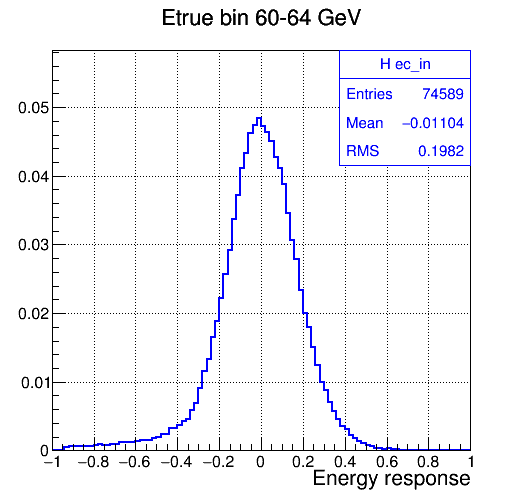 Etrue bin 60-64 GeV
H ec_in
Entries 74589
Mean −0.01104
RMS 0.1982
0.05
0.04
0.03
0.02
0.01
0
−1 −0.8 −0.6 −0.4 −0.2 0 0.2 0.4 0.6 0.8 1
Energy response